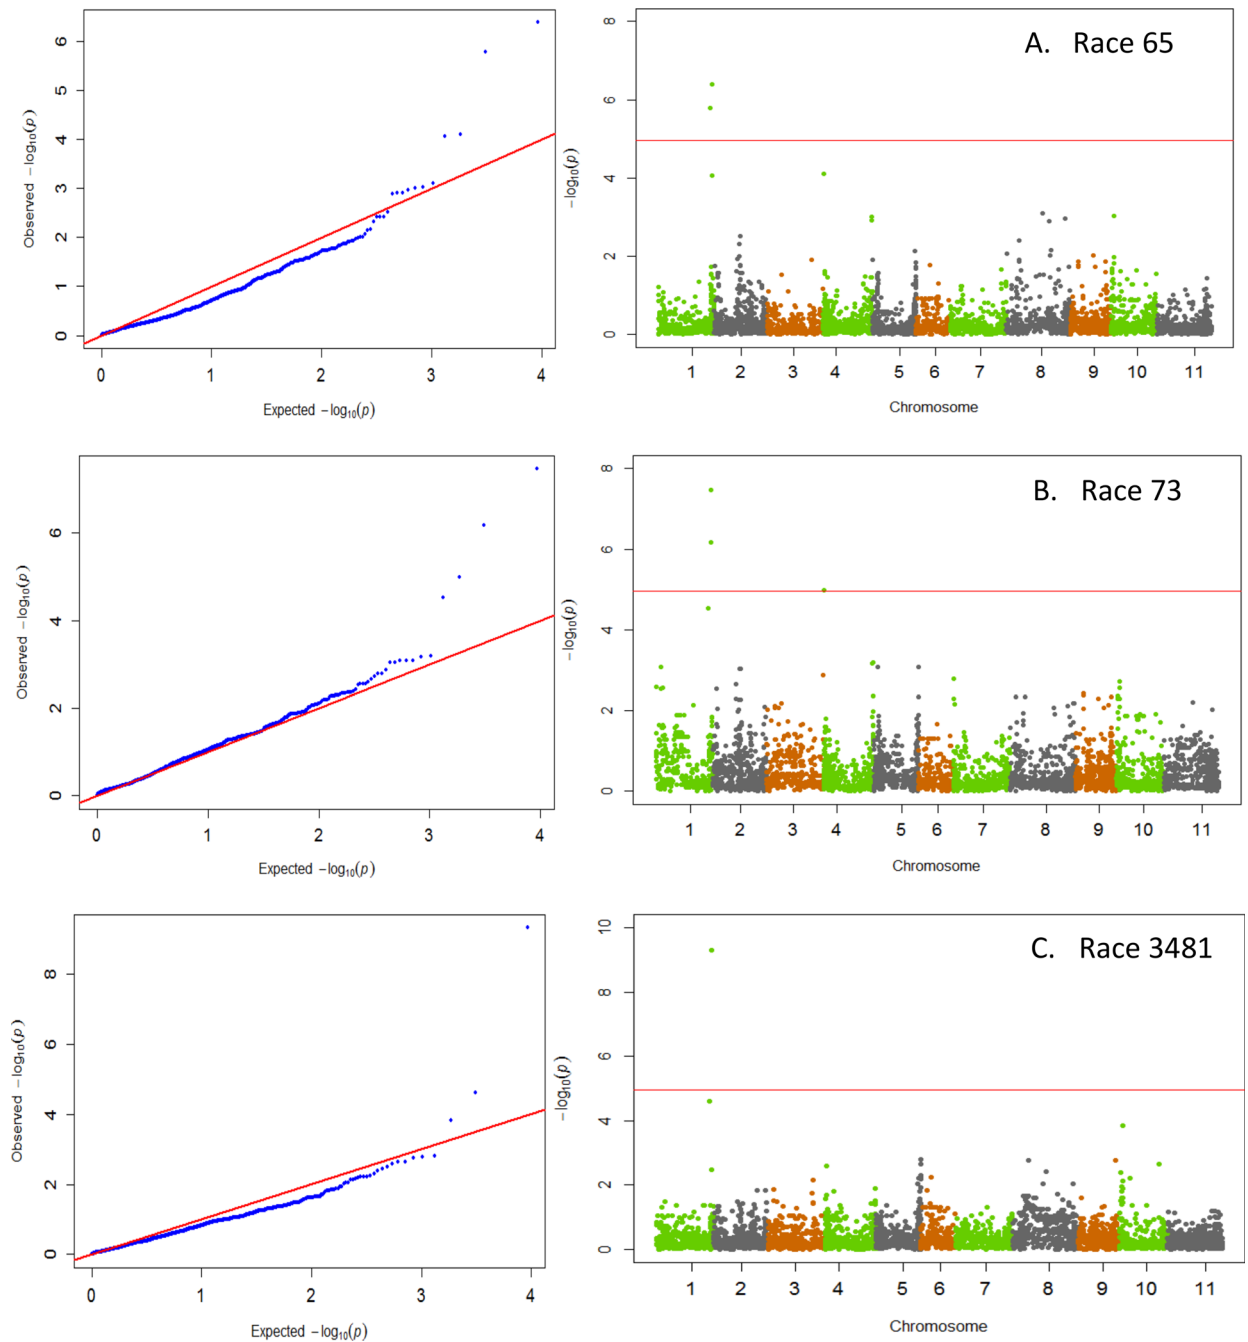 Observed −log10(p)
6
5
4
3
2
1
0
0 1 2 3 4
Expected −log10(p)
A. Race 65
−log10(p)
8
6
4
2
0
1 2 3 4 5 6 7 8 9 10 11
Chromosome
Observed −log10(p)
6
4
2
0
0 1 2 3 4
Expected −log10(p)
B. Race 73
−log10(p)
8
6
4
2
0
1 2 3 4 5 6 7 8 9 10 11
Chromosome
Observed −log10(p)
8
6
4
2
0
0 1 2 3 4
Expected −log10(p)
C. Race 3481
−log10(p)
10
8
6
4
2
0
1 2 3 4 5 6 7 8 9 10 11
Chromosome